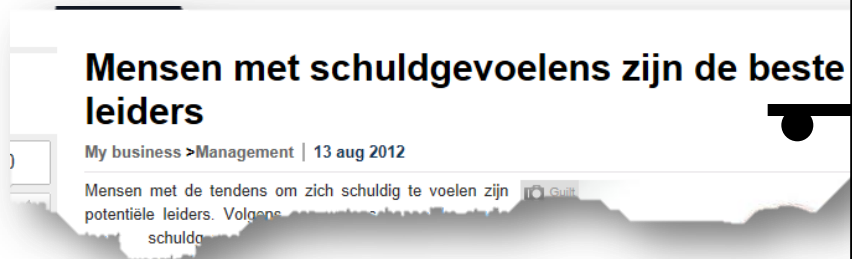 Mensen met schuldgevoelens zijn de beste
leiders
My business >Management | 13 aug 2012
Mensen met de tendens om zich schuldig te voelen zijn
Guilt
potentiële leiders.